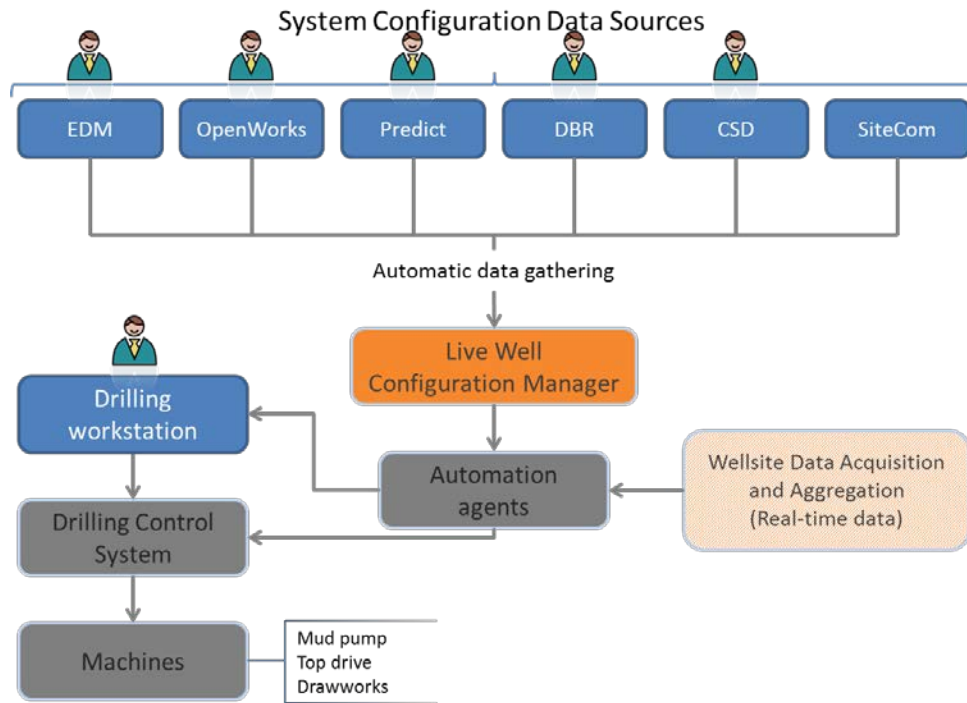 System Configuration Data Sources
EDM
OpenWorks
Predict
DBR
CSD
SiteCom
Automatic data gathering
Live Well
Configuration Manager
Drilling
workstation
Automation
agents
Wellsite Data Acquisition
and Aggregation
(Real-time data)
Drilling Control
System
Machines
Mud pump
Top drive
Drawworks